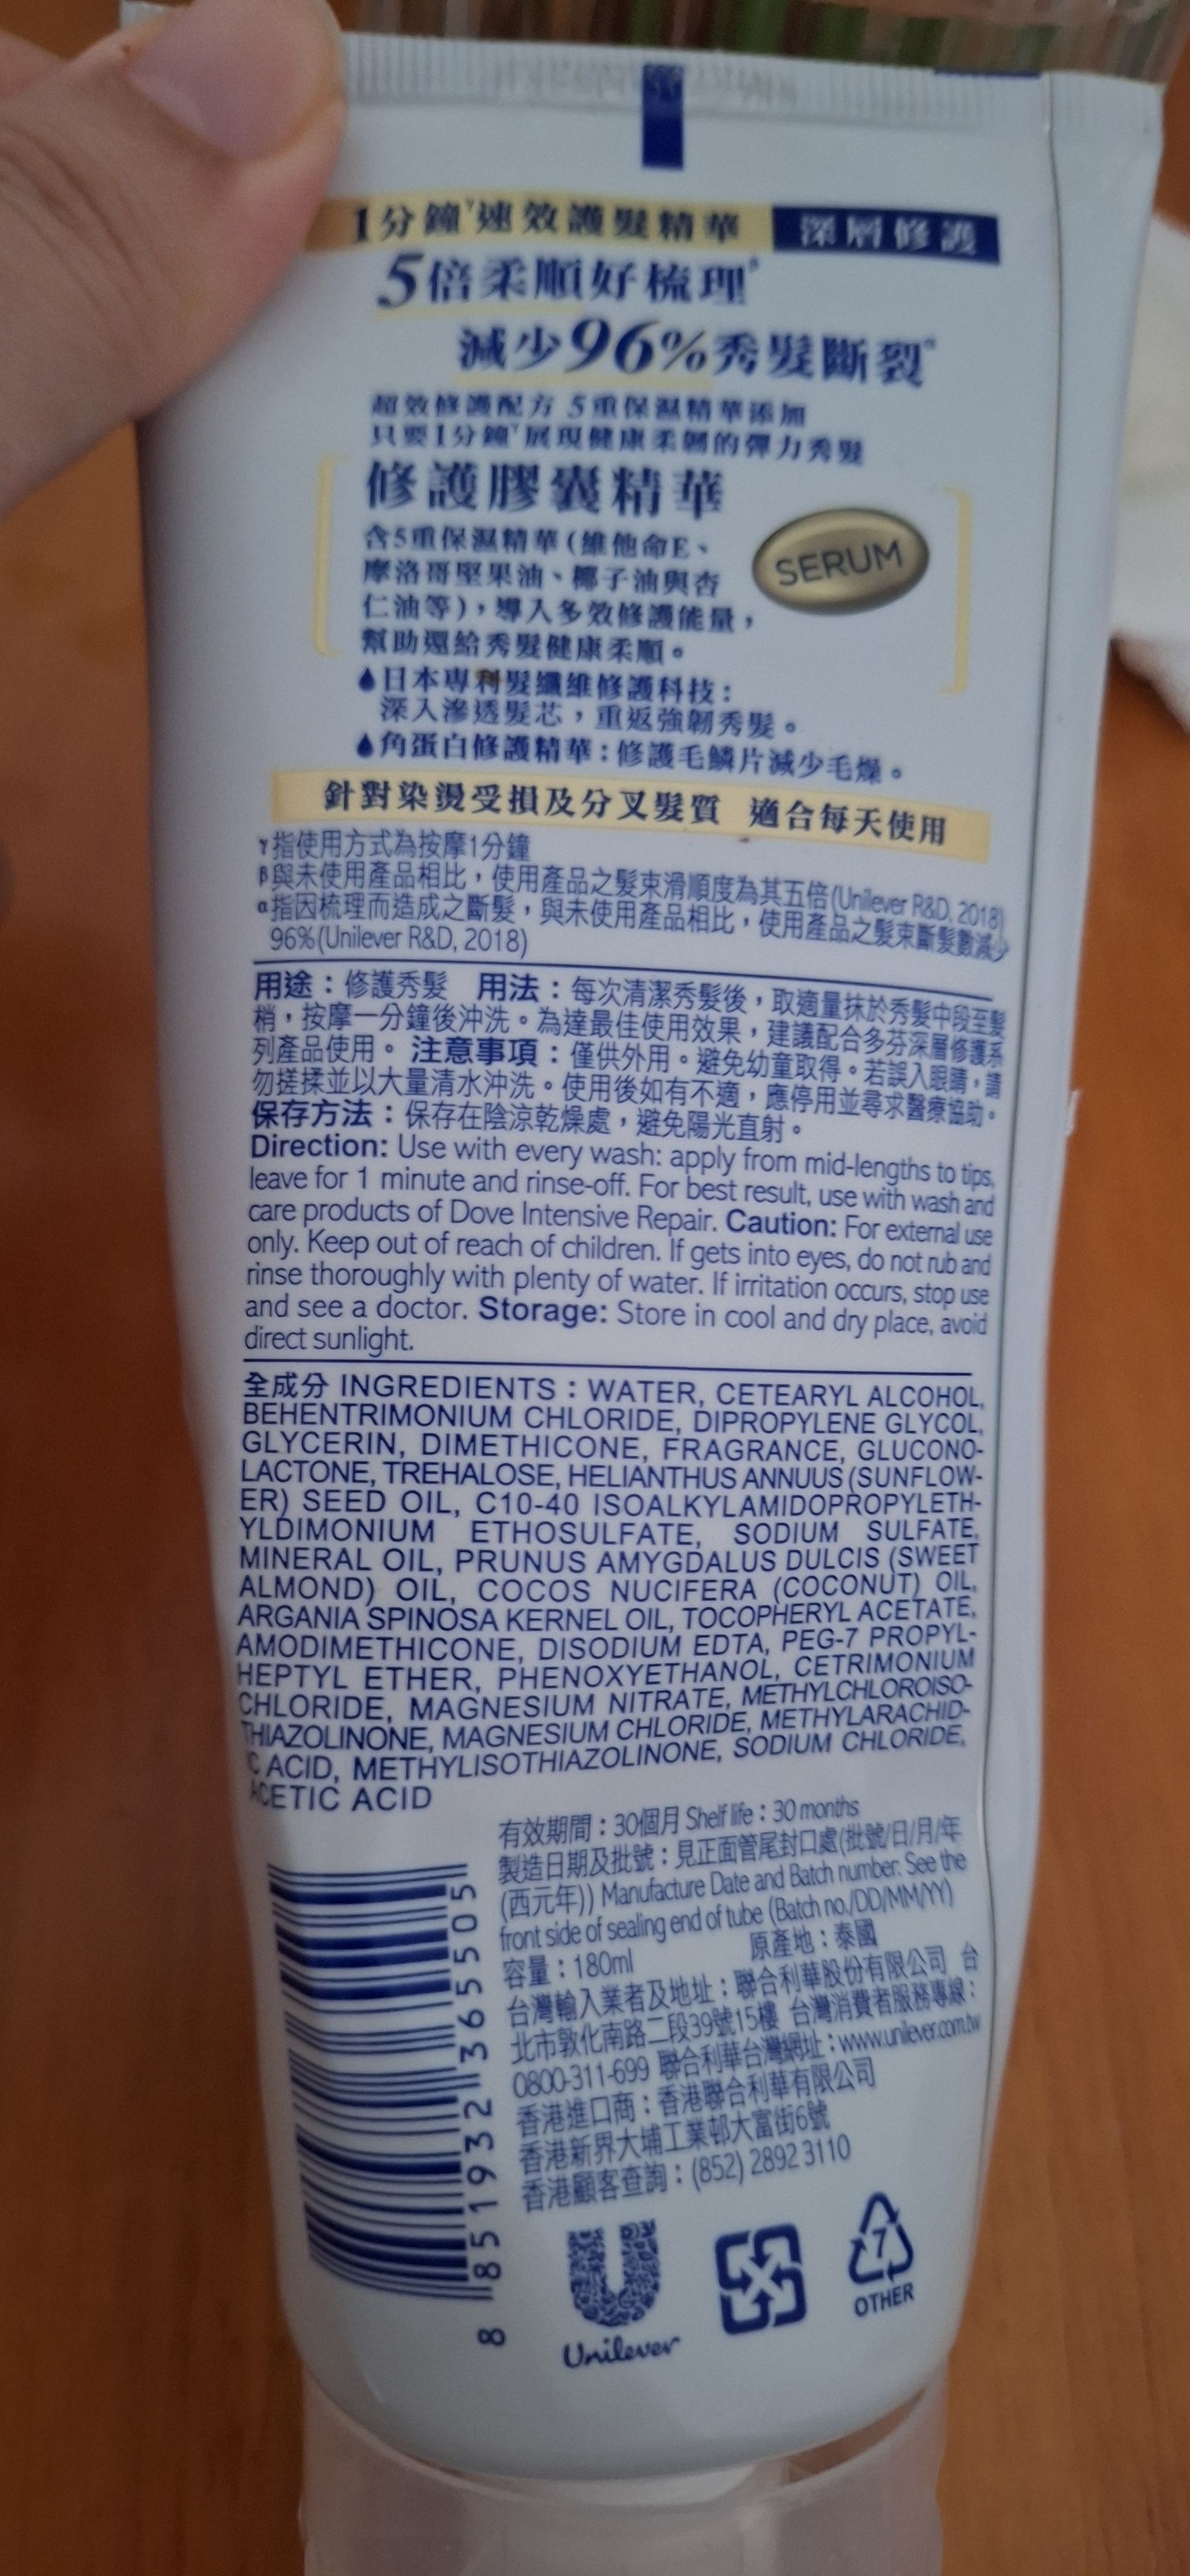 1分鐘γ速效護髮精華 深層修護
5倍柔順好梳理β
減少96%秀髮斷裂α
超效修護配方 5重保濕精華添加
只要1分鐘γ展現健康柔韌的彈力秀髮
修護膠囊精華
含5重保濕精華(維他命E、
摩洛哥堅果油、椰子油與杏
仁油等)，導入多效修護能量，
幫助還給秀髮健康柔順。
SERUM
日本專利髮纖維修護科技：
深入滲透髮芯，重返強韌秀髮。
角蛋白修護精華：修護毛鱗片減少毛燥。
針對染燙受損及分叉髮質 適合每天使用
γ指使用方式為按摩1分鐘
β與未使用產品相比，使用產品之髮束滑順度為其五倍(Unilever R&D, 2018)
α指因梳理而造成之斷髮，與未使用產品相比，使用產品之髮束斷髮數減少
96%(Unilever R&D, 2018)
用途：修護秀髮 用法：每次清潔秀髮後，取適量抹於秀髮中段至髮
梢，按摩一分鐘後沖洗。為達最佳使用效果，建議配合多芬深層修護系
列產品使用。注意事項：僅供外用。避免幼童取得。若誤入眼睛，請
勿搓揉並以大量清水沖洗。使用後如有不適，應停用並尋求醫療協助。
保存方法：保存在陰涼乾燥處，避免陽光直射。
Direction: Use with every wash: apply from mid-lengths to tips,
leave for 1 minute and rinse-off. For best result, use with wash and
care products of Dove Intensive Repair. Caution: For external use
only. Keep out of reach of children. If gets into eyes, do not rub and
rinse thoroughly with plenty of water. If irritation occurs, stop use
and see a doctor. Storage: Store in cool and dry place, avoid
direct sunlight.
全成分 INGREDIENTS : WATER, CETEARYL ALCOHOL,
BEHENTRIMONIUM CHLORIDE, DIPROPYLENE GLYCOL,
GLYCERIN, DIMETHICONE, FRAGRANCE, GLUCONO-
LACTONE, TREHALOSE, HELIANTHUS ANNUUS (SUNFLOW-
ER) SEED OIL, C10-40 ISOALKYLAMIDOPROPYLETH-
YLDIMONIUM ETHOSULFATE, SODIUM SULFATE,
MINERAL OIL, PRUNUS AMYGDALUS DULCIS (SWEET
ALMOND) OIL, COCOS NUCIFERA (COCONUT) OIL,
ARGANIA SPINOSA KERNEL OIL, TOCOPHERYL ACETATE,
AMODIMETHICONE, DISODIUM EDTA, PEG-7 PROPYL-
HEPTYL ETHER, PHENOXYETHANOL, CETRIMONIUM
CHLORIDE, MAGNESIUM NITRATE, METHYLCHLOROISO-
THIAZOLINONE, MAGNESIUM CHLORIDE, METHYLARACHID-
IC ACID, METHYLISOTHIAZOLINONE, SODIUM CHLORIDE,
ACETIC ACID
有效期間：30個月 Shelf life : 30 months
製造日期及批號：見正面管尾封口處(批號/日/月/年
(西元年)) Manufacture Date and Batch number: See the
front side of sealing end of tube (Batch no./DD/MM/YY)
容量：180ml 原產地：泰國
台灣輸入業者及地址：聯合利華股份有限公司 台
北市敦化南路二段39號15樓 台灣消費者服務專線：
0800-311-699 聯合利華台灣網址：www.unilever.com.tw
香港進口商：香港聯合利華有限公司
香港新界大埔工業邨大富街6號
香港顧客查詢：(852) 2892 3110
8 851932 365505
Unilever
7
OTHER